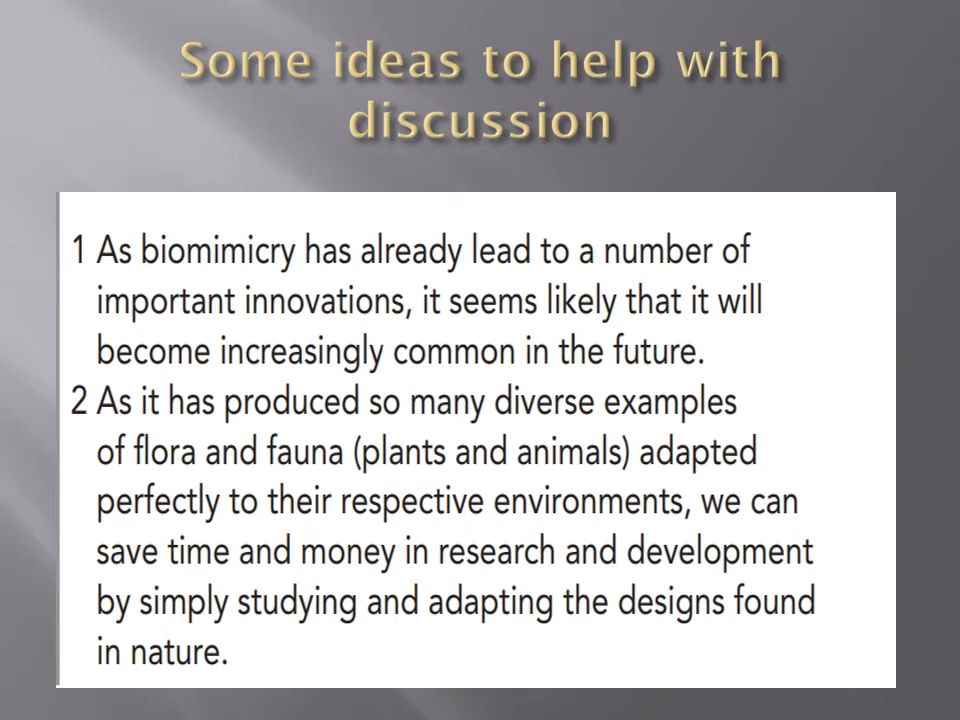 Some ideas to help with
discussion
1 As biomimicry has already lead to a number of
important innovations, it seems likely that it will
become increasingly common in the future.
2 As it has produced so many diverse examples
of flora and fauna (plants and animals) adapted
perfectly to their respective environments, we can
save time and money in research and development
by simply studying and adapting the designs found
in nature.